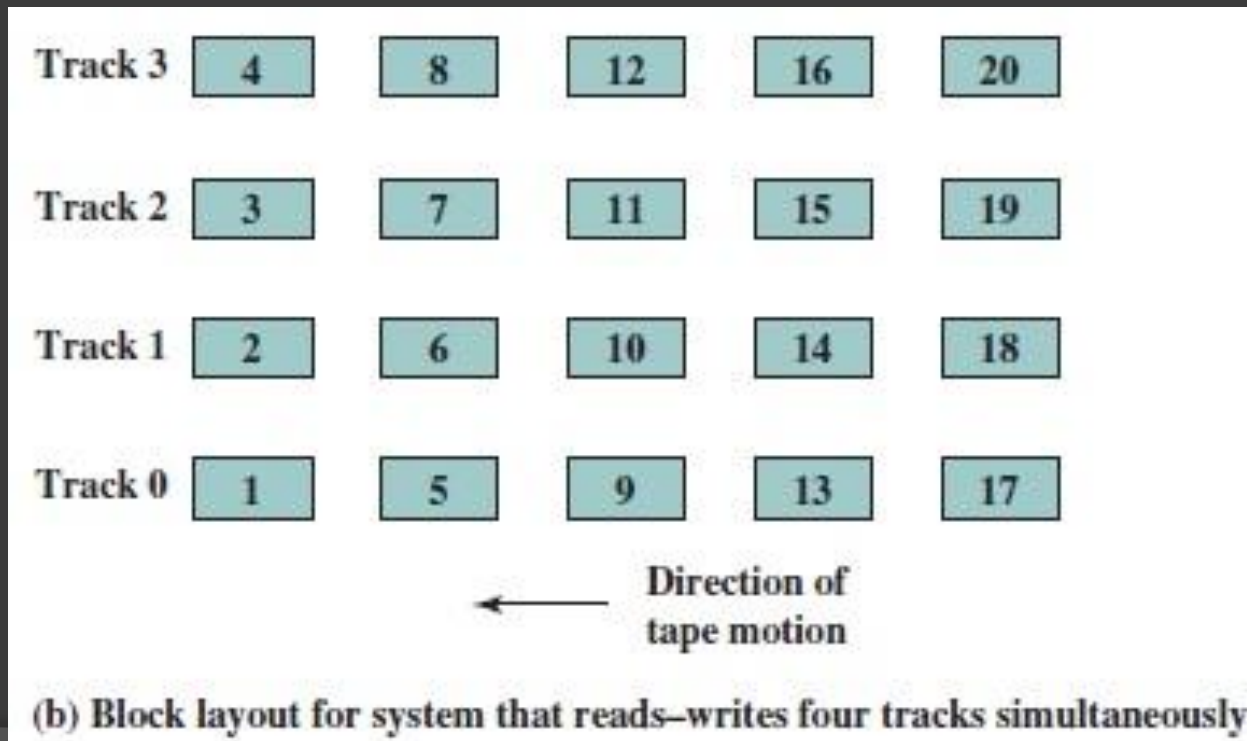 Track 3 4 8 12 16 20
Track 2 3 7 11 15 19
Track 1 2 6 10 14 18
Track 0 1 5 9 13 17
Direction of
tape motion
(b) Block layout for system that reads–writes four tracks simultaneously